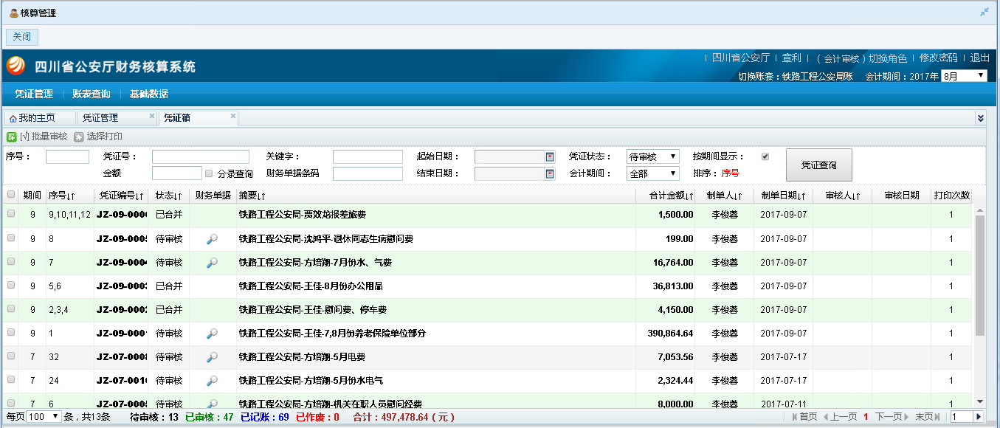 核算管理
关闭
四川省公安厅财务核算系统
| 四川省公安厅 | 章利 | ( 会计审核 ) 切换角色 | 修改密码 | 退出
切换账套：铁路工程公安局账 会计期间：2017年 8月
凭证管理 账表查询 基础数据
我的主页 凭证管理 凭证箱
[√]批量审核 选择打印
序号： 凭证号： 关键字： 起始日期： 凭证状态： 待审核 按期间显示： 凭证查询
金额 分录查询 财务单据条码 结束日期： 会计期间： 全部 排序：序号
期间 序号↓↑ 凭证编号↓↑ 状态↓↑ 财务单据 摘要↓↑ 合计金额↓↑ 制单人↓↑ 制单日期↓↑ 审核人↓↑ 审核日期 打印次数
9 9,10,11,12 JZ-09-000 已合并 铁路工程公安局-贾效龙报差旅费 1,500.00 李俊蓉 2017-09-07 1
9 8 JZ-09-000 待审核 铁路工程公安局-沈鸿平-退休同志生病慰问费 199.00 李俊蓉 2017-09-07 1
9 7 JZ-09-000 待审核 铁路工程公安局-方培翔-7月份水、气费 16,764.00 李俊蓉 2017-09-07 1
9 5,6 JZ-09-000 已合并 铁路工程公安局-王佳-8月份办公用品 36,813.00 李俊蓉 2017-09-07 1
9 2,3,4 JZ-09-000 已合并 铁路工程公安局-王佳-慰问费、停车费 4,150.00 李俊蓉 2017-09-07 1
9 1 JZ-09-000 待审核 铁路工程公安局-王佳-7,8月份养老保险单位部分 390,864.64 李俊蓉 2017-09-07 1
7 32 JZ-07-000 待审核 铁路工程公安局-方培翔-5月电费 7,053.56 李俊蓉 2017-07-17 1
7 24 JZ-07-001 待审核 铁路工程公安局-方培翔-5月份水电气 2,324.44 李俊蓉 2017-07-17 1
7 6 JZ-07-000 待审核 铁路工程公安局-方培翔-机关在职人员慰问经费 8,000.00 李俊蓉 2017-07-11 1
每页 100 条，共13条 待审核：13 已审核：47 已记账：69 已作废：0 合计：497,478.64 ( 元 ) 首页 上一页 1 下一页 末页 1